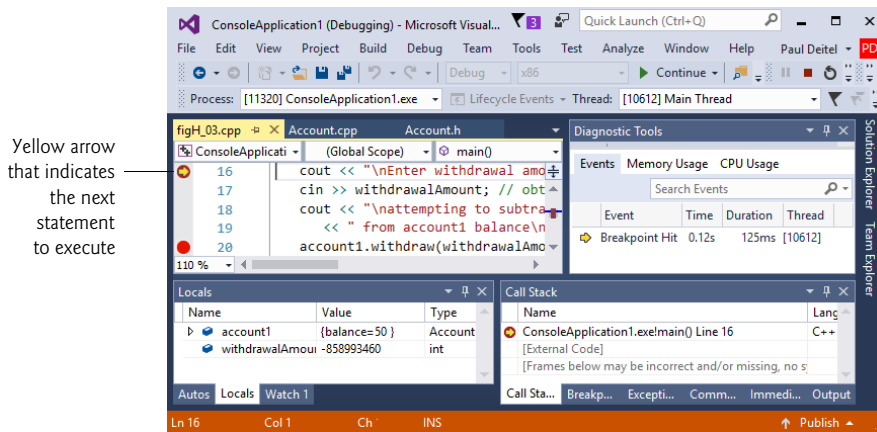 Yellow arrow
that indicates
the next
statement
to execute
ConsoleApplication1 (Debugging) - Microsoft Visual...
3
Quick Launch (Ctrl+Q)
File Edit View Project Build Debug Team Tools Test Analyze Window Help Paul Deitel PD
Debug x86 Continue
Process: [11320] ConsoleApplication1.exe Lifecycle Events Thread: [10612] Main Thread
figH_03.cpp Account.cpp Account.h
ConsoleApplicati (Global Scope) main()
16 cout << "\nEnter withdrawal amo
17 cin >> withdrawalAmount; // obt
18 cout << "\nattempting to subtra
19 << " from account1 balance\n
20 account1.withdraw(withdrawalAmo
110 %
Diagnostic Tools
Events Memory Usage CPU Usage
Search Events
Event Time Duration Thread
Breakpoint Hit 0.12s 125ms [10612]
Solution Explorer
Team Explorer
Locals
Name Value Type
account1 {balance=50 } Account
withdrawalAmour -858993460 int
Autos Locals Watch 1
Call Stack
Name Lang
ConsoleApplication1.exe!main() Line 16 C++
[External Code]
[Frames below may be incorrect and/or missing, no sy
Call Sta... Breakp... Excepti... Comm... Immedi... Output
Ln 16 Col 1 Ch INS Publish